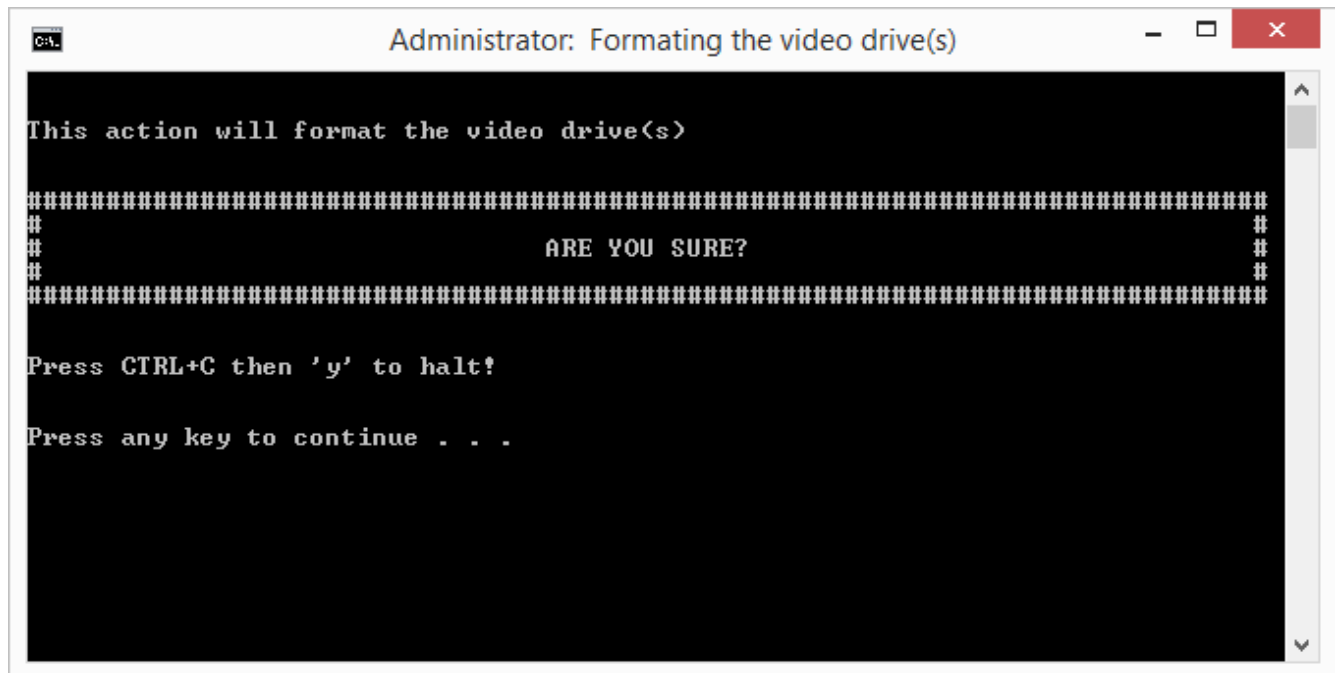 Administrator: Formating the video drive(s)
This action will format the video drive(s)
################################################################################
# #
# ARE YOU SURE? #
# #
################################################################################
Press CTRL+C then 'y' to halt!
Press any key to continue . . .